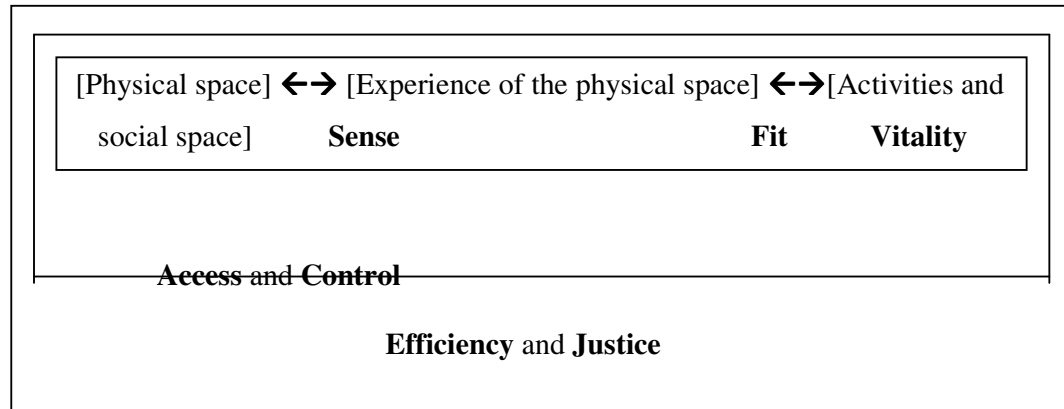 [Physical space] ←→ [Experience of the physical space] ←→[Activities and
social space] Sense Fit Vitality
Access and Control
Efficiency and Justice